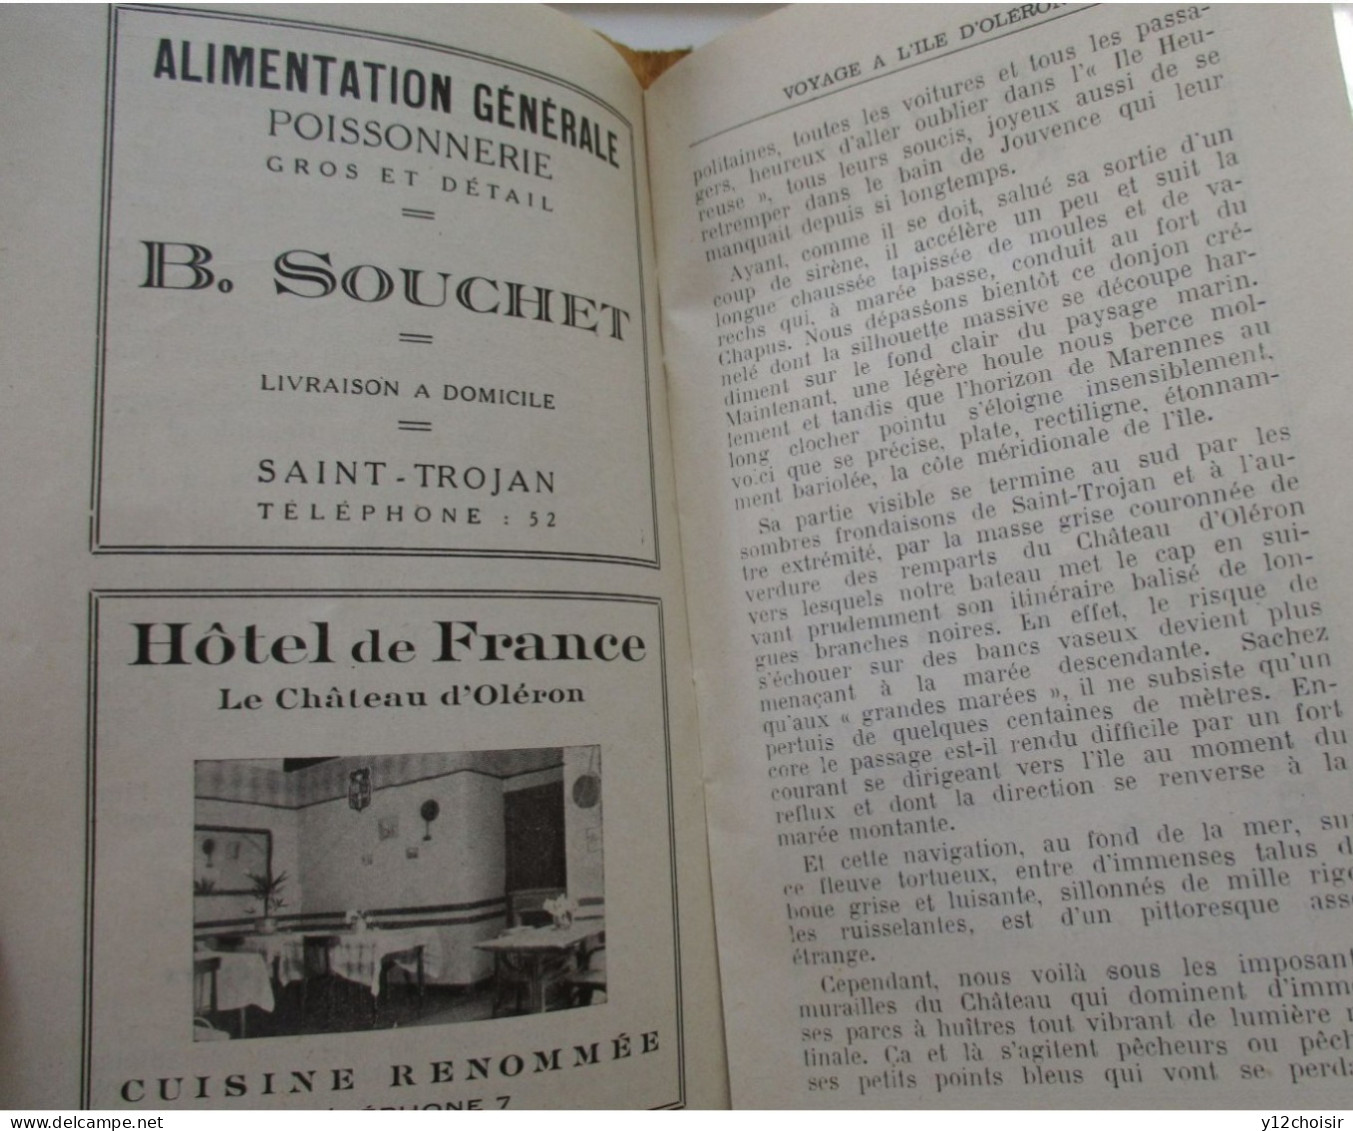 ALIMENTATION GÉNÉRALE
POISSONNERIE
GROS ET DÉTAIL
B. SOUCHET
LIVRAISON A DOMICILE
SAINT-TROJAN
TÉLÉPHONE : 52
Hôtel de France
Le Château d'Oléron
CUISINE RENOMMÉE
TÉLÉPHONE 7
VOYAGE A L'ILE D'OLÉRON
politaines, toutes les voitures et tous les passa-
gers, heureux d'aller oublier dans l'« Ile Heu-
reuse », tous leurs soucis, joyeux aussi de se
retremper dans le bain de Jouvence qui leur
manquait depuis si longtemps.
Ayant, comme il se doit, salué sa sortie d'un
coup de sirène, il accélère un peu et suit la
longue chaussée tapissée de moules et de va-
rechs qui, à marée basse, conduit au fort du
Chapus. Nous dépassons bientôt ce donjon cré-
nelé dont la silhouette massive se découpe har-
diment sur le fond clair du paysage marin.
Maintenant, une légère houle nous berce mol-
lement et tandis que l'horizon de Marennes au
long clocher pointu s'éloigne insensiblement,
voici que se précise, plate, rectiligne, étonnam-
ment bariolée, la côte méridionale de l'île.
Sa partie visible se termine au sud par les
sombres frondaisons de Saint-Trojan et à l'au-
tre extrémité, par la masse grise couronnée de
verdure des remparts du Château d'Oléron
vers lesquels notre bateau met le cap en sui-
vant prudemment son itinéraire balisé de lon-
gues branches noires. En effet, le risque de
s'échouer sur des bancs vaseux devient plus
menaçant à la marée descendante. Sachez
qu'aux « grandes marées », il ne subsiste qu'un
pertuis de quelques centaines de mètres. En-
core le passage est-il rendu difficile par un fort
courant se dirigeant vers l'île au moment du
reflux et dont la direction se renverse à la
marée montante.
Et cette navigation, au fond de la mer, su
ce fleuve tortueux, entre d'immenses talus d
boue grise et luisante, sillonnés de mille rigo
les ruisselantes, est d'un pittoresque asse
étrange.
Cependant, nous voilà sous les imposant
murailles du Château qui dominent d'imme
ses parcs à huîtres tout vibrant de lumière
tinale. Ça et là s'agitent pêcheurs ou pêch
ses petits points bleus qui vont se perd
y12choisir